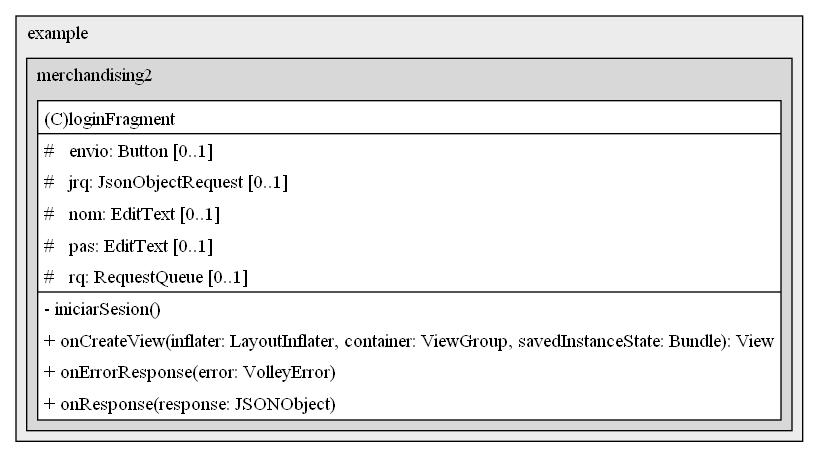 example
merchandising2
(C)loginFragment
# envio: Button [0..1]
# jrq: JsonObjectRequest [0..1]
# nom: EditText [0..1]
# pas: EditText [0..1]
# rq: RequestQueue [0..1]
- iniciarSesion()
+ onCreateView(inflater: LayoutInflater, container: ViewGroup, savedInstanceState: Bundle): View
+ onErrorResponse(error: VolleyError)
+ onResponse(response: JSONObject)